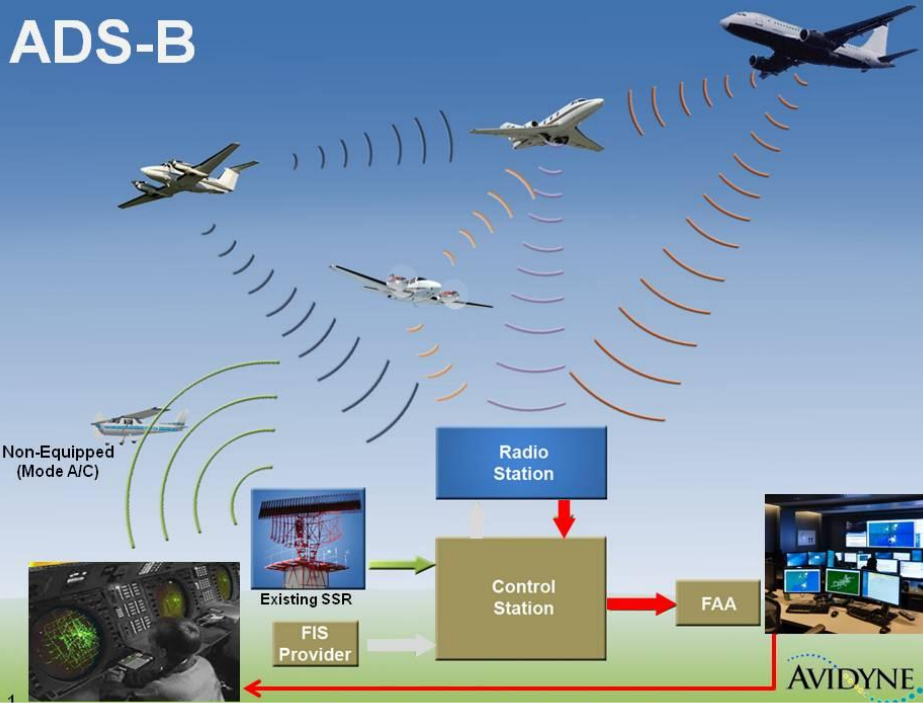 ADS-B
Non-Equipped
(Mode A/C)
Radio
Station
Existing SSR
Control
Station
FAA
FIS
Provider
AVIDYNE
1